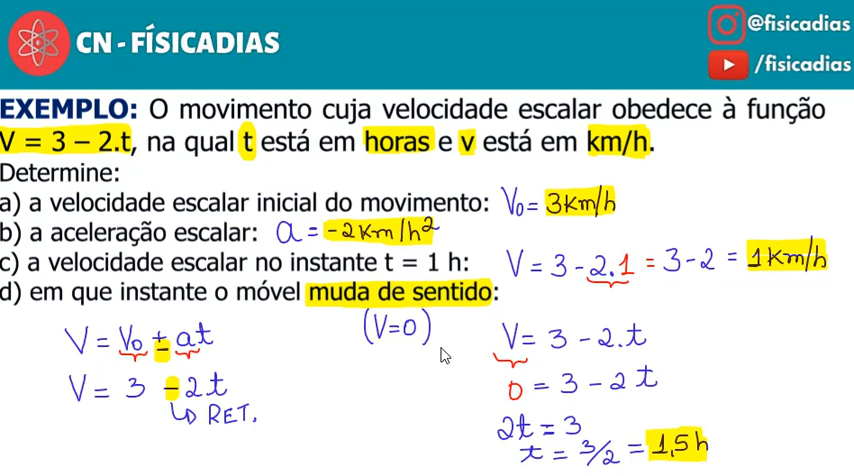 CN - FÍSICADIAS
@fisicadias
/fisicadias
EXEMPLO: O movimento cuja velocidade escalar obedece à função
V = 3 – 2.t, na qual t está em horas e v está em km/h.
Determine:
a) a velocidade escalar inicial do movimento: V₀ = 3km/h
b) a aceleração escalar: a = -2km/h²
c) a velocidade escalar no instante t = 1 h: V = 3 - 2.1 = 3-2 = 1km/h
d) em que instante o móvel muda de sentido:
(V=0)
V = V₀ ± at
V = 3 - 2t
↳ RET.
V = 3 - 2.t
0 = 3 - 2t
2t = 3
t = 3/2 = 1,5h